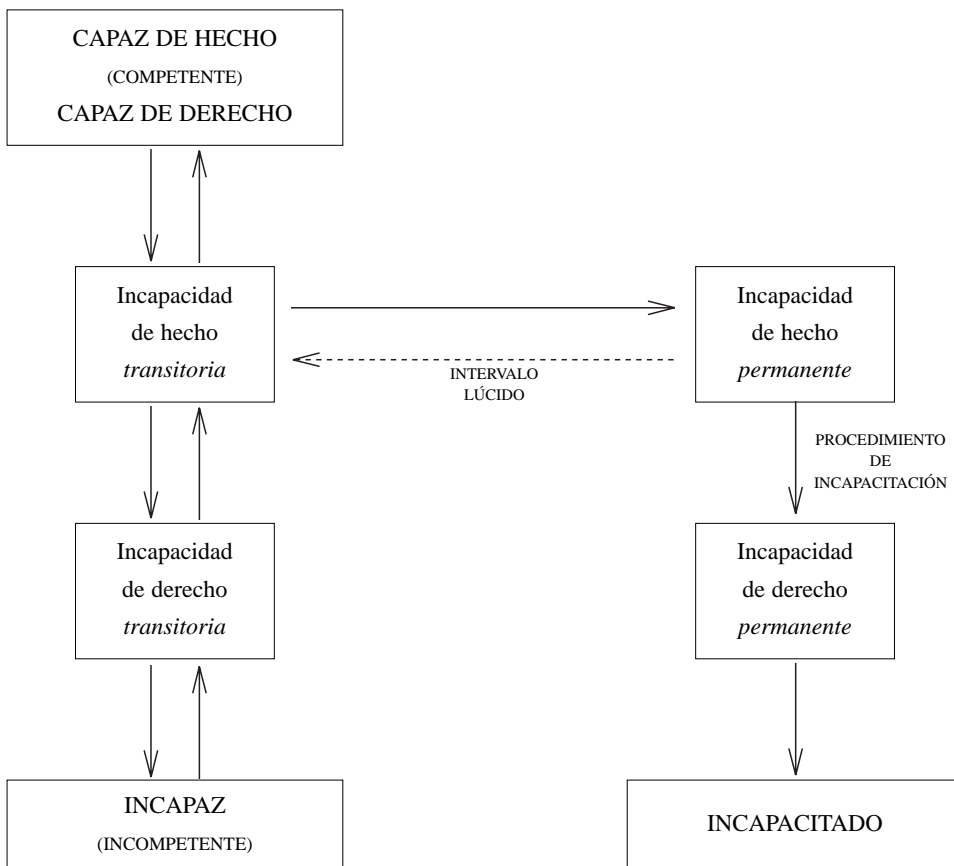 CAPAZ DE HECHO
(COMPETENTE)
CAPAZ DE DERECHO
Incapacidad
de hecho
transitoria
Incapacidad
de hecho
permanente
INTERVALO
LÚCIDO
PROCEDIMIENTO
DE
INCAPACITACIÓN
Incapacidad
de derecho
transitoria
Incapacidad
de derecho
permanente
INCAPAZ
(INCOMPETENTE)
INCAPACITADO